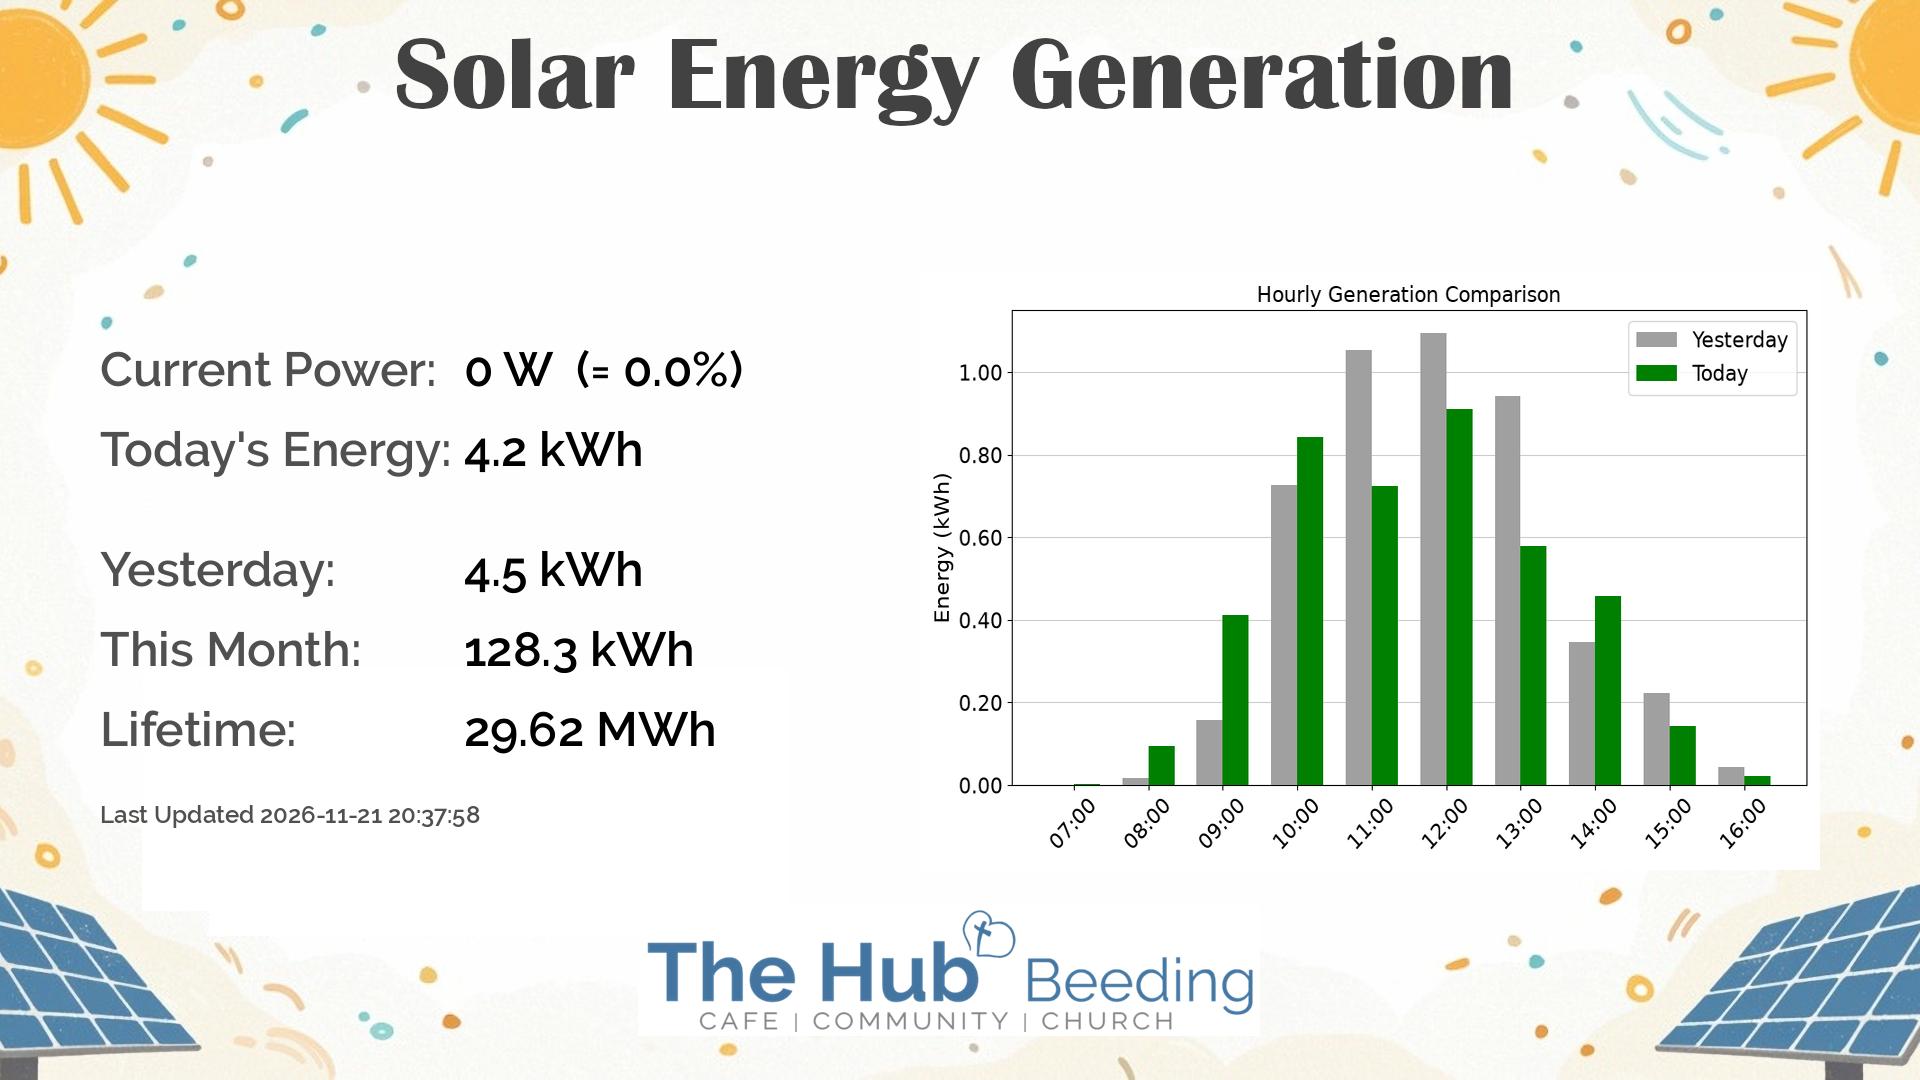 Solar Energy Generation
Current Power: 0 W (= 0.0%)
Today's Energy: 4.2 kWh
Yesterday: 4.5 kWh
This Month: 128.3 kWh
Lifetime: 29.62 MWh
Last Updated 2026-11-21 20:37:58
Hourly Generation Comparison
Yesterday
Today
Energy (kWh)
1.00
0.80
0.60
0.40
0.20
0.00
07:00 08:00 09:00 10:00 11:00 12:00 13:00 14:00 15:00 16:00
The Hub Beeding
CAFE | COMMUNITY | CHURCH